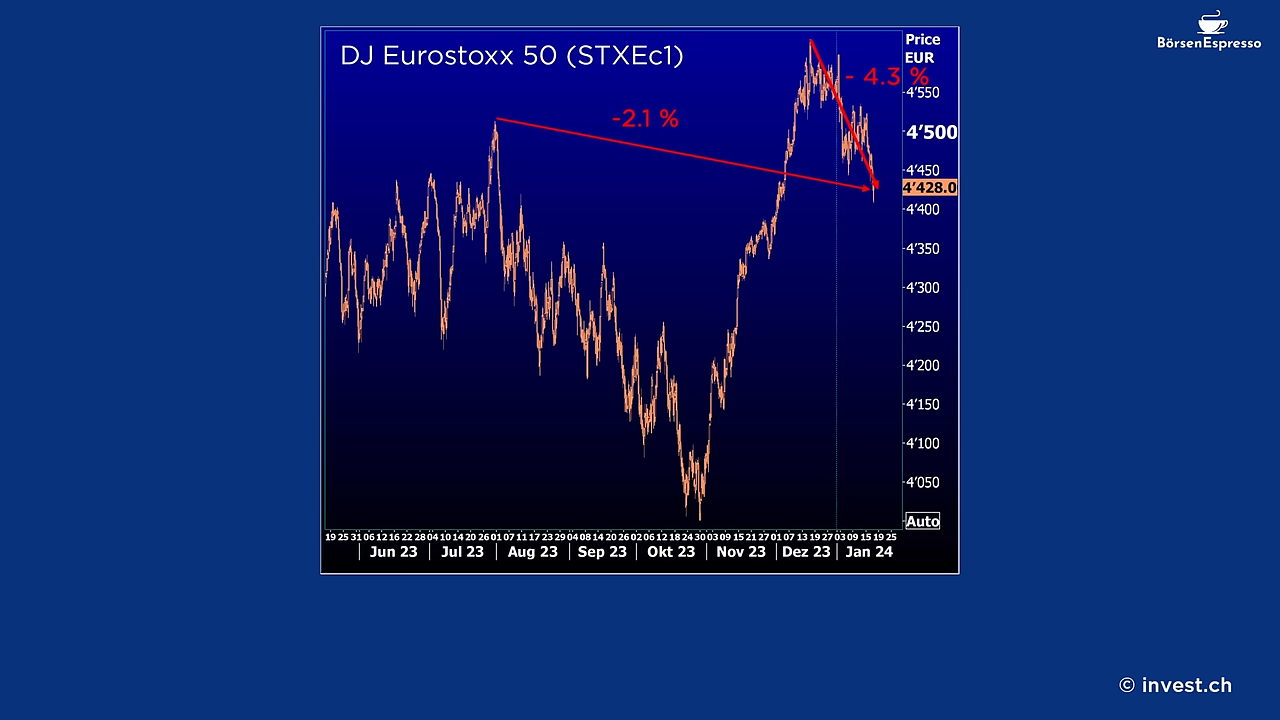 BörsenEspresso
DJ Eurostoxx 50 (STXEc1)
Price
EUR
- 4.3 %
-2.1 %
4’550
4’500
4’450
4’428.0
4’400
4’350
4’300
4’250
4’200
4’150
4’100
4’050
Auto
19 25 31 06 12 16 22 28 04 10 14 20 26 01 07 11 17 23 29 04 08 14 20 26 02 06 12 18 24 30 03 09 15 21 27 01 07 13 19 27 03 09 15 19 25
Jun 23 | Jul 23 | Aug 23 | Sep 23 | Okt 23 | Nov 23 | Dez 23 | Jan 24
© invest.ch